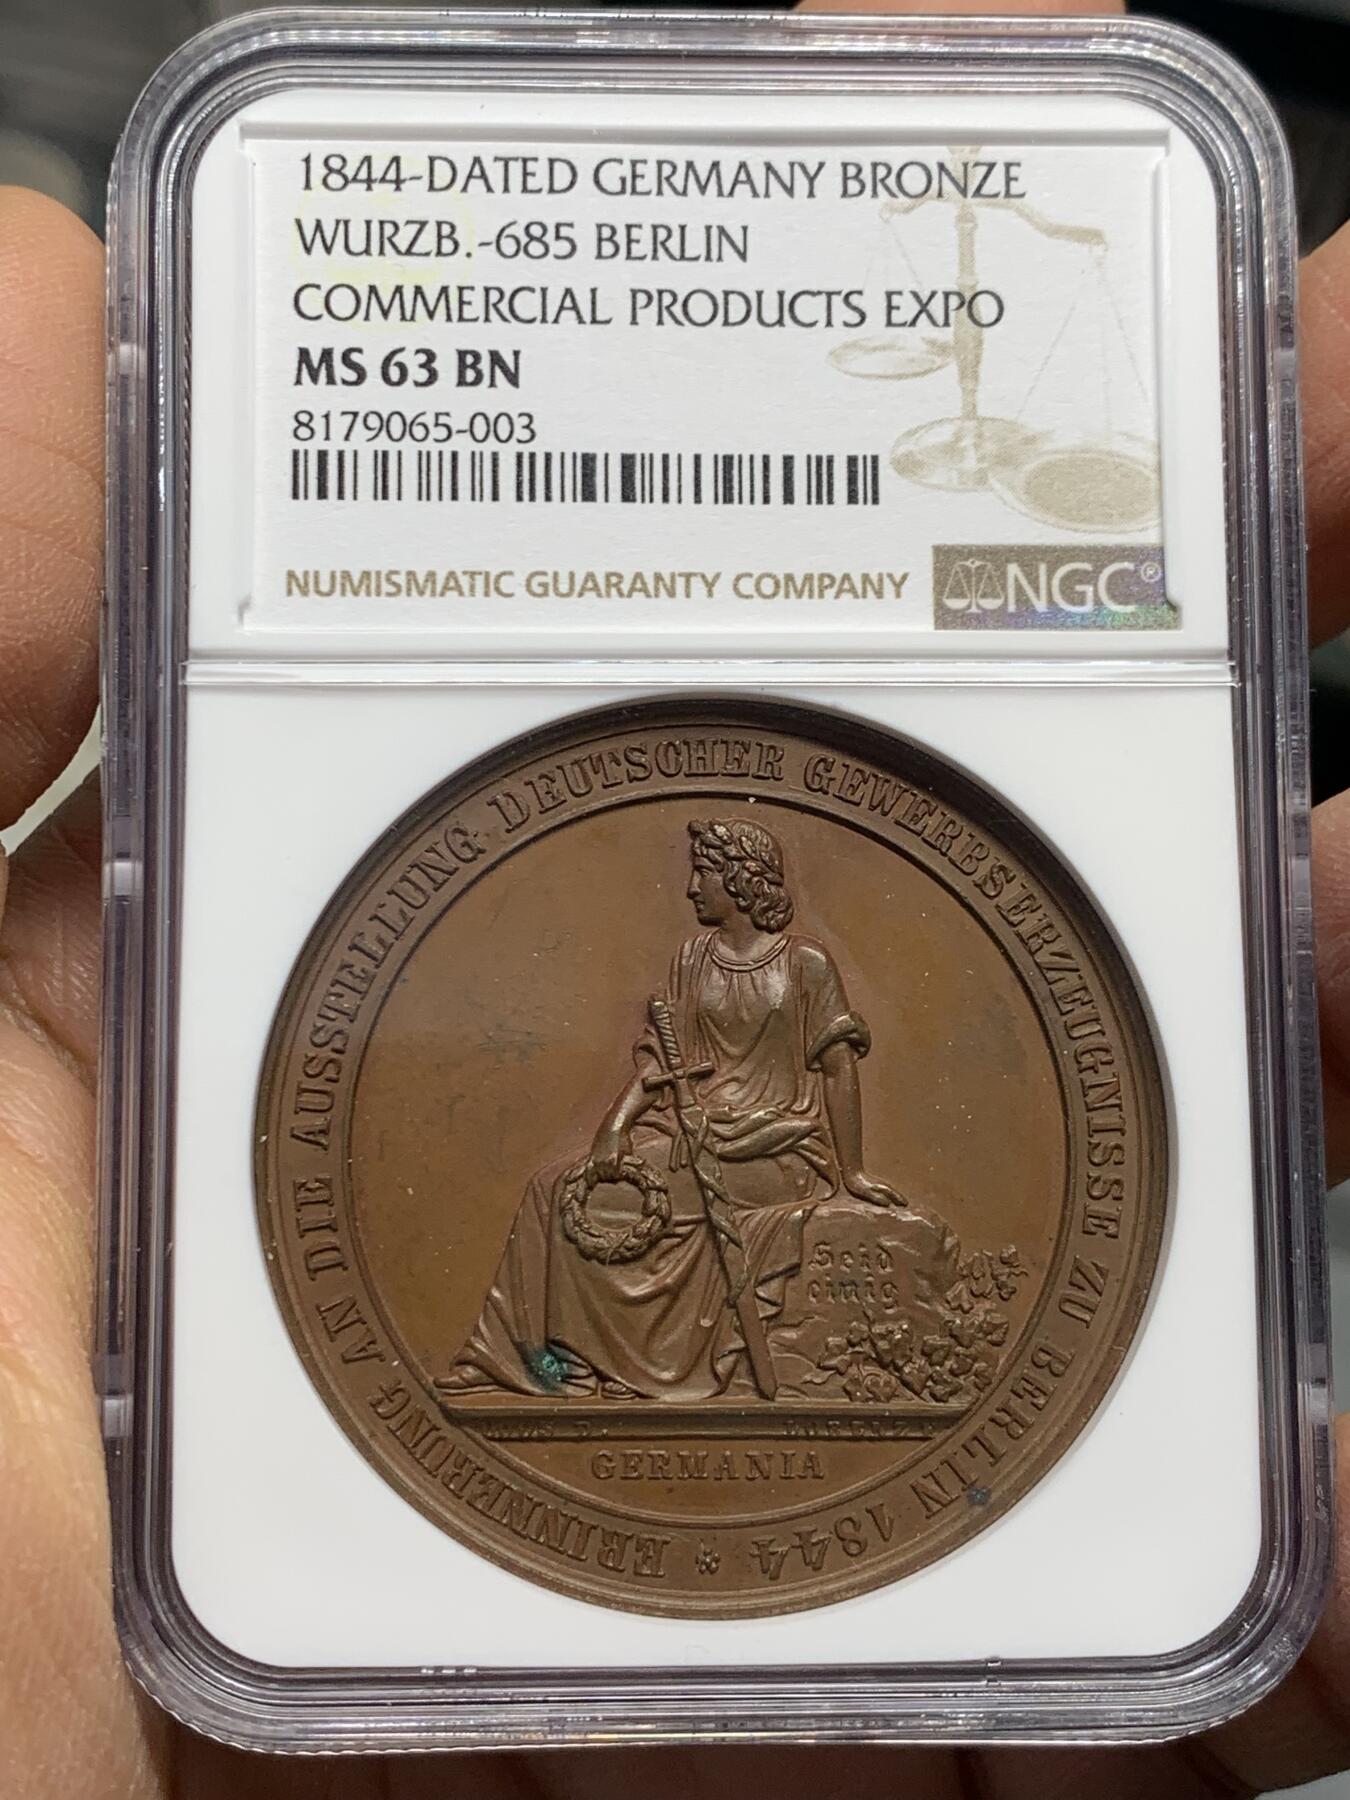 1844-DATED GERMANY BRONZE
WURZB.-685 BERLIN
COMMERCIAL PRODUCTS EXPO
MS 63 BN
8179065-003
NUMISMATIC GUARANTY COMPANY
NGC®
ERINNERUNG AN DIE AUSSTELLUNG DEUTSCHER GEWERBSERZEUGNISSE ZU BERLIN 1844
Seid
einig
GERMANIA